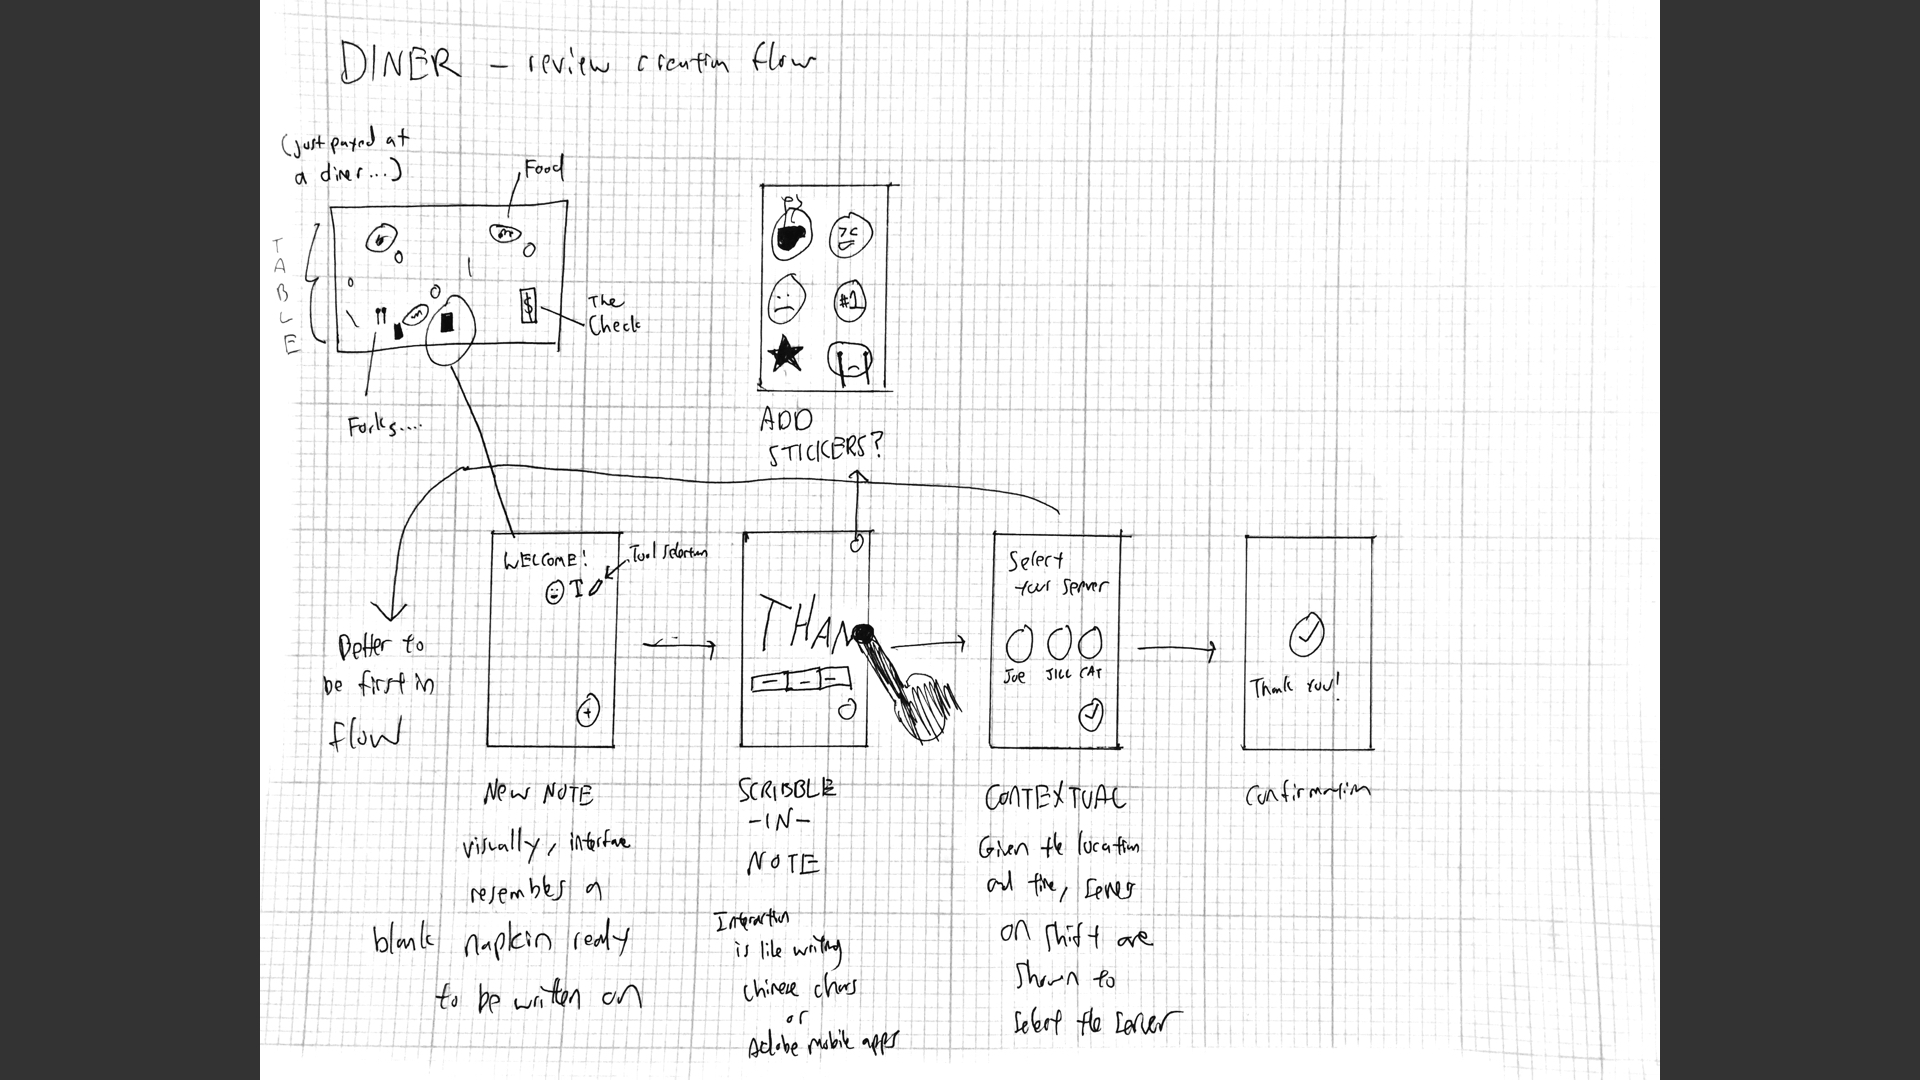 DINER - review creation flow
(just payed at
a diner...)
Food
TABLE
$
The
Check
Forks....
#1
ADD
STICKERS?
WELCOME!
Tool selection
T
THAN
Select
your server
JOE JILL CAT
Thank you!
Better to
be first in
flow
NEW NOTE
visually, interface
resembles a
blank napkin ready
to be written on
SCRIBBLE
-IN-
NOTE
Interaction
is like writing
chinese chars
or
Adobe mobile apps
CONTEXTUAL
Given the location
and time,
on shift are
shown to
select the server
Confirmation